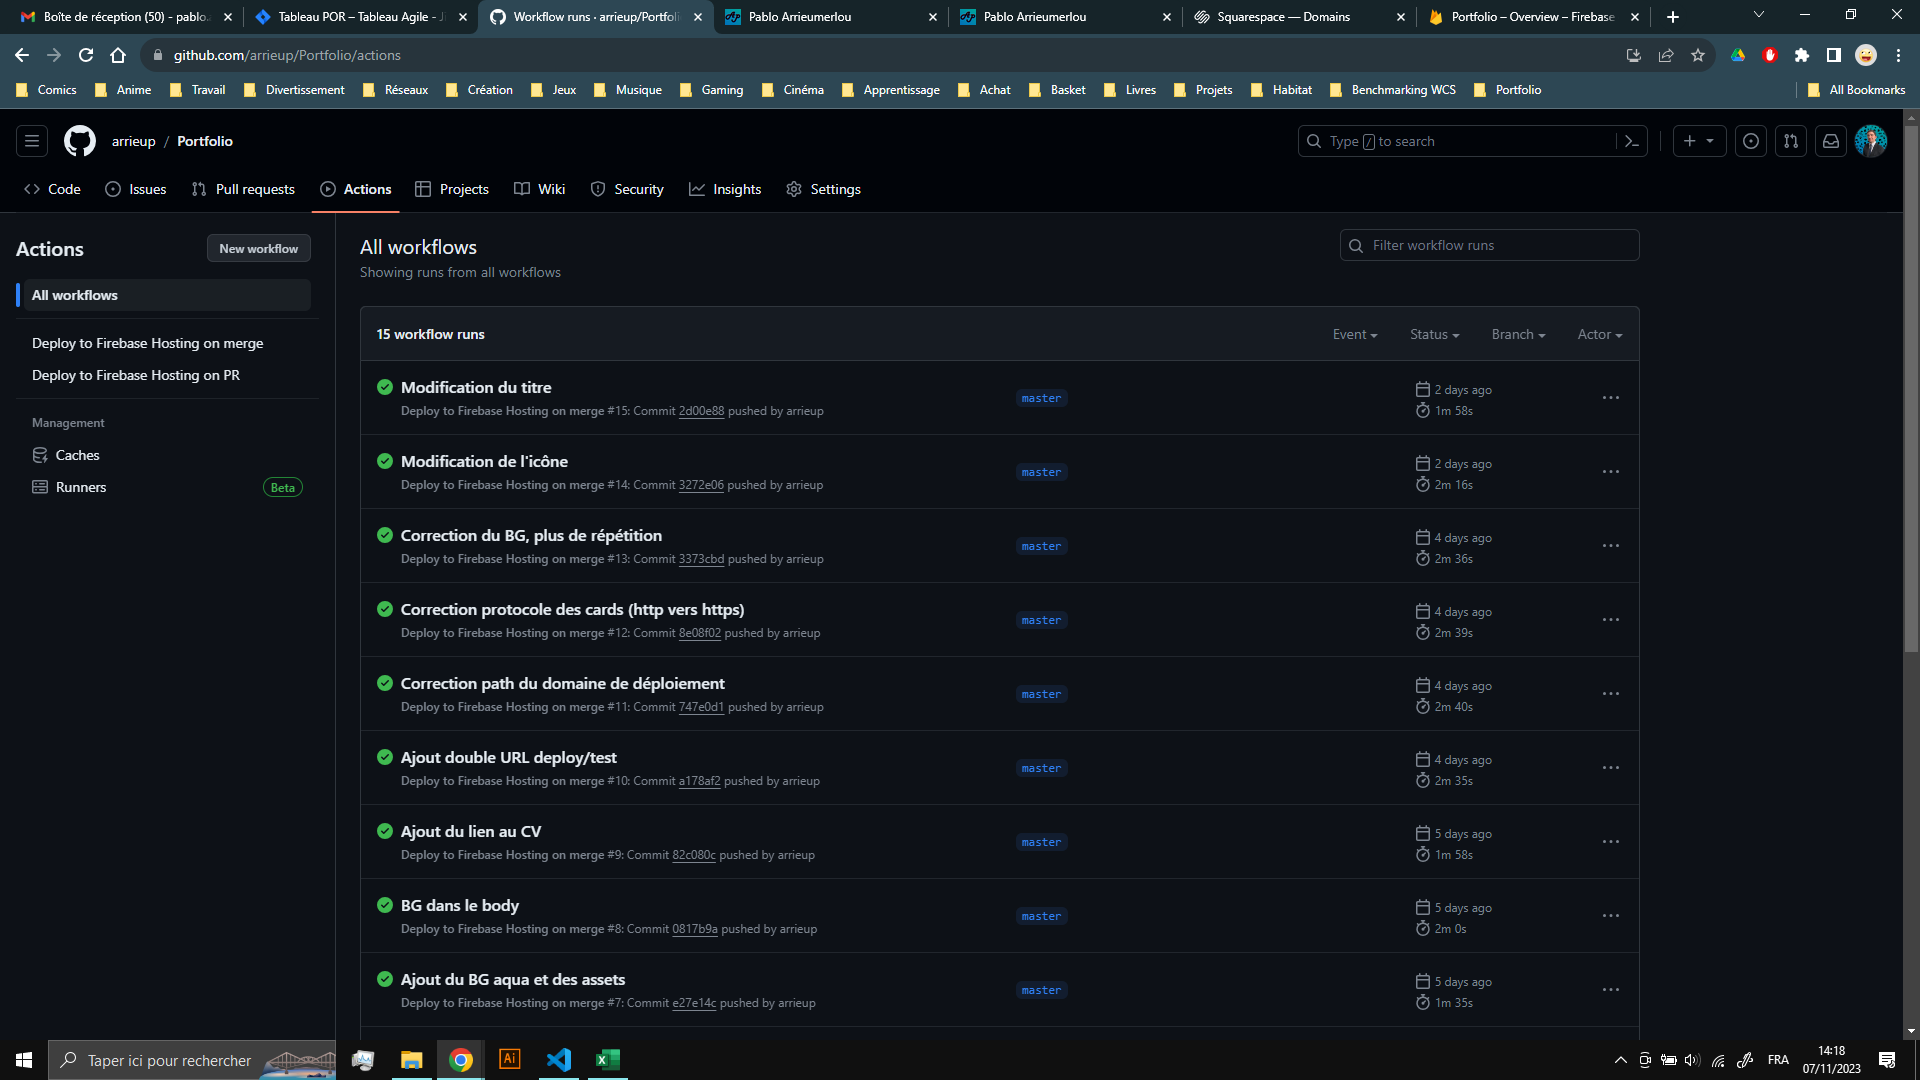 Boîte de réception (50) - pablo.
Tableau POR – Tableau Agile - J
Workflow runs · arrieup/Portfoli
Pablo Arrieumerlou
Pablo Arrieumerlou
Squarespace — Domains
Portfolio – Overview – Firebase
github.com/arrieup/Portfolio/actions
Comics
Anime
Travail
Divertissement
Réseaux
Création
Jeux
Musique
Gaming
Cinéma
Apprentissage
Achat
Basket
Livres
Projets
Habitat
Benchmarking WCS
Portfolio
All Bookmarks
arrieup / Portfolio
Type / to search
Code
Issues
Pull requests
Actions
Projects
Wiki
Security
Insights
Settings
Actions
New workflow
All workflows
Deploy to Firebase Hosting on merge
Deploy to Firebase Hosting on PR
Management
Caches
Runners
Beta
All workflows
Showing runs from all workflows
Filter workflow runs
15 workflow runs
Event
Status
Branch
Actor
Modification du titre
Deploy to Firebase Hosting on merge #15: Commit 2d00e88 pushed by arrieup
master
2 days ago
1m 58s
Modification de l'icône
Deploy to Firebase Hosting on merge #14: Commit 3272e06 pushed by arrieup
master
2 days ago
2m 16s
Correction du BG, plus de répétition
Deploy to Firebase Hosting on merge #13: Commit 3373cbd pushed by arrieup
master
4 days ago
2m 36s
Correction protocole des cards (http vers https)
Deploy to Firebase Hosting on merge #12: Commit 8e08f02 pushed by arrieup
master
4 days ago
2m 39s
Correction path du domaine de déploiement
Deploy to Firebase Hosting on merge #11: Commit 747e0d1 pushed by arrieup
master
4 days ago
2m 40s
Ajout double URL deploy/test
Deploy to Firebase Hosting on merge #10: Commit a178af2 pushed by arrieup
master
4 days ago
2m 35s
Ajout du lien au CV
Deploy to Firebase Hosting on merge #9: Commit 82c080c pushed by arrieup
master
5 days ago
1m 58s
BG dans le body
Deploy to Firebase Hosting on merge #8: Commit 0817b9a pushed by arrieup
master
5 days ago
2m 0s
Ajout du BG aqua et des assets
Deploy to Firebase Hosting on merge #7: Commit e27e14c pushed by arrieup
master
5 days ago
1m 35s
Taper ici pour rechercher
Ai
FRA
14:18
07/11/2023